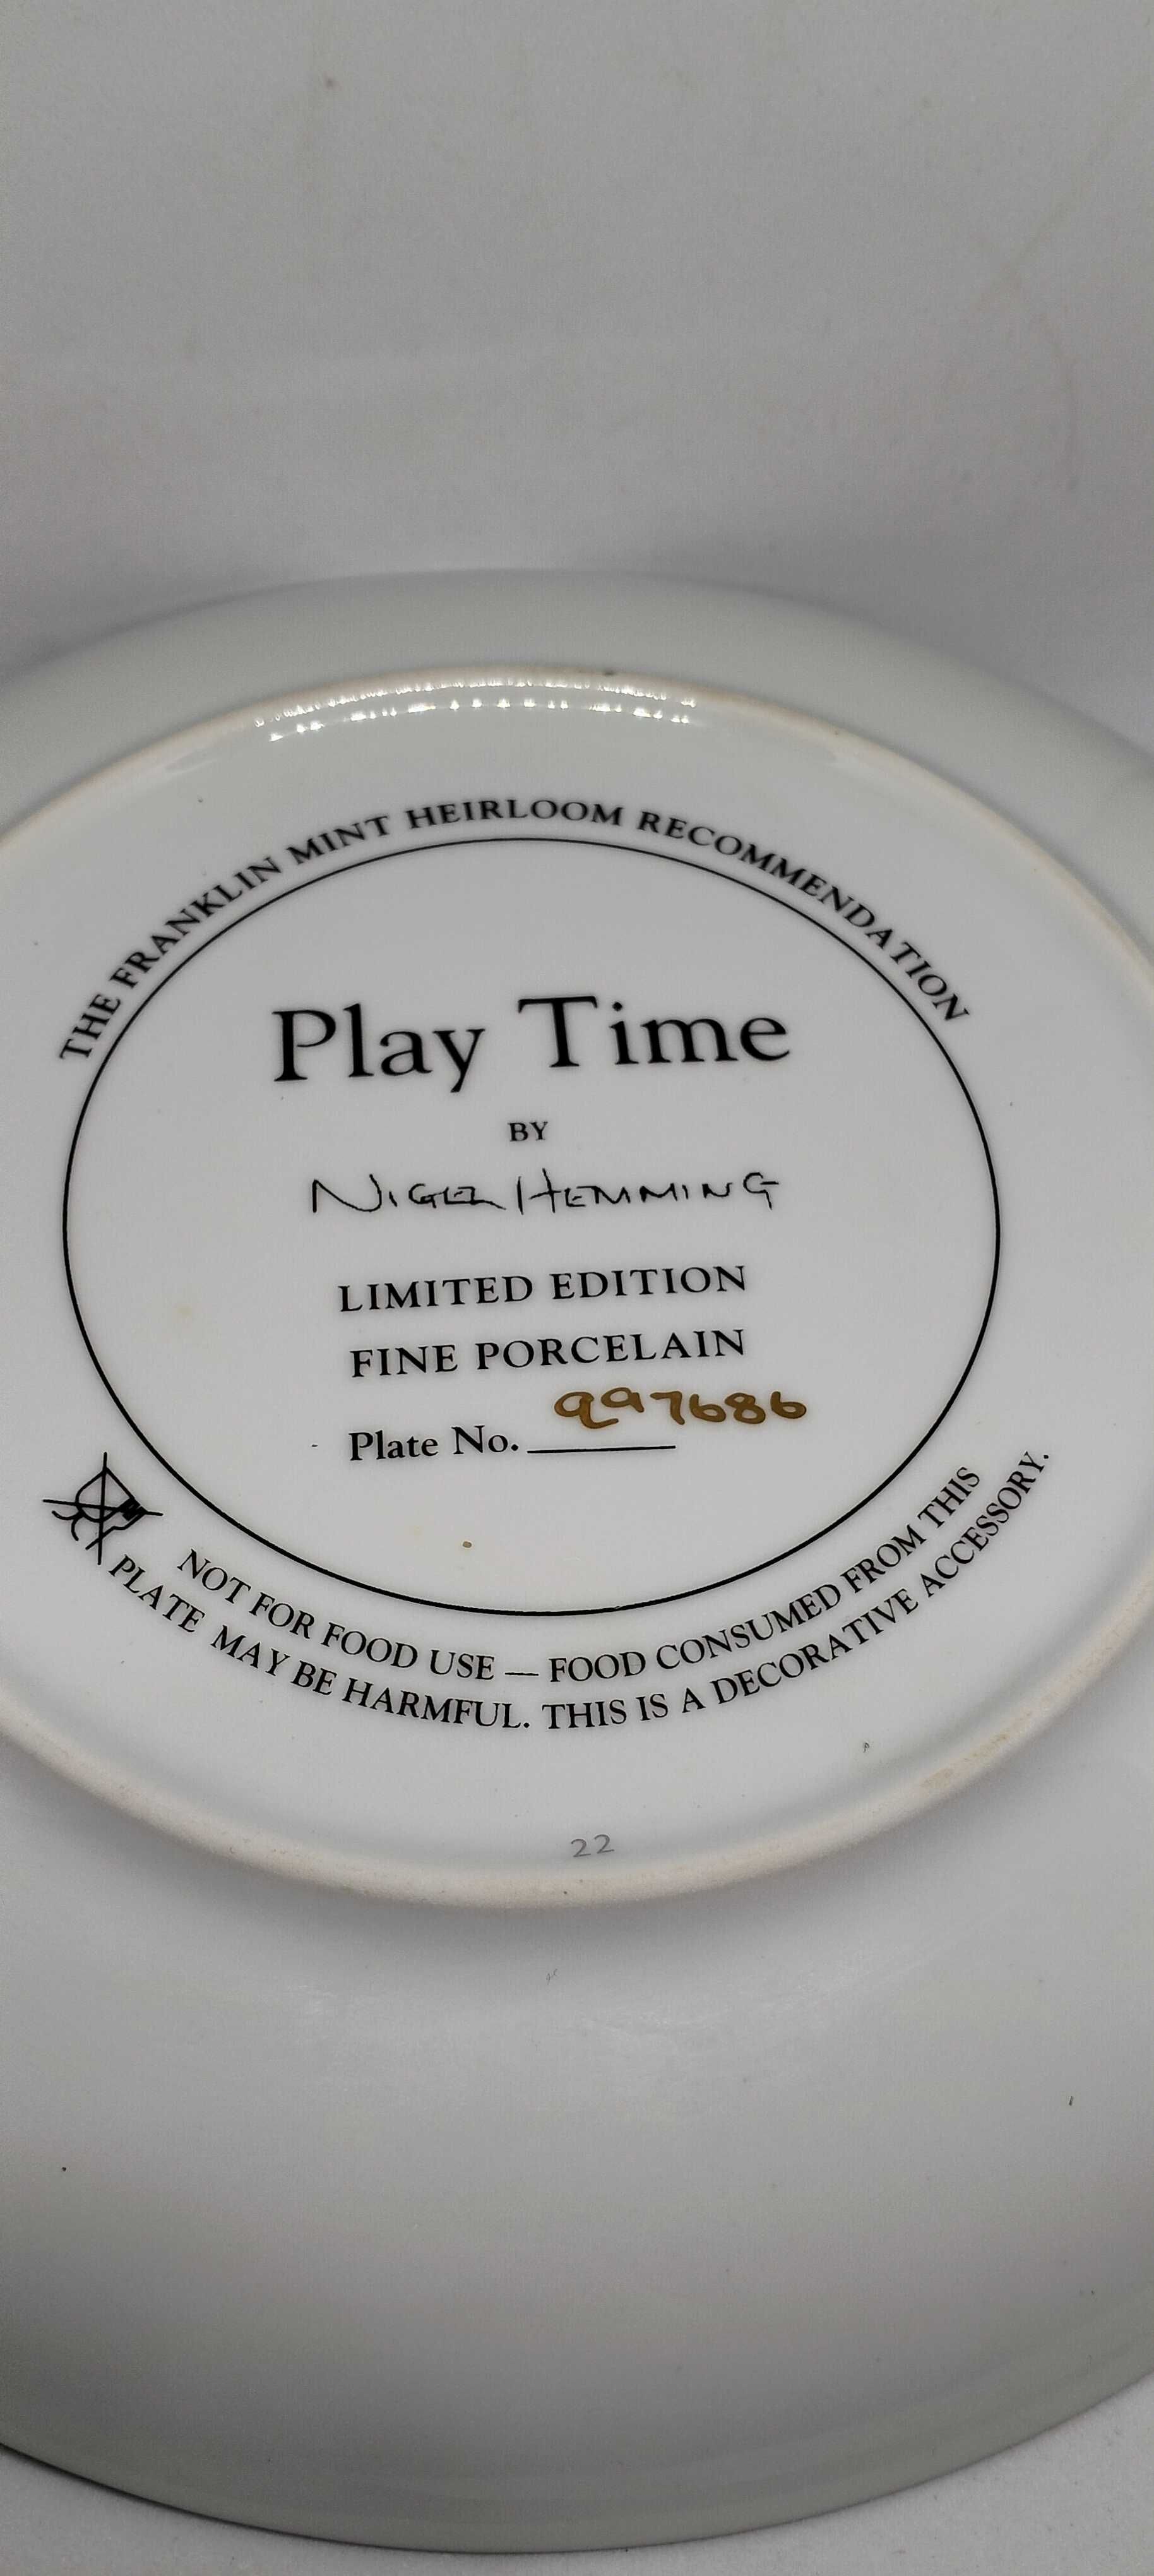 THE FRANKLIN MINT HEIRLOOM RECOMMENDATION
Play Time
BY
NIGEL HEMMING
LIMITED EDITION
FINE PORCELAIN
Plate No. 997686
NOT FOR FOOD USE — FOOD CONSUMED FROM THIS
PLATE MAY BE HARMFUL. THIS IS A DECORATIVE ACCESSORY.
22